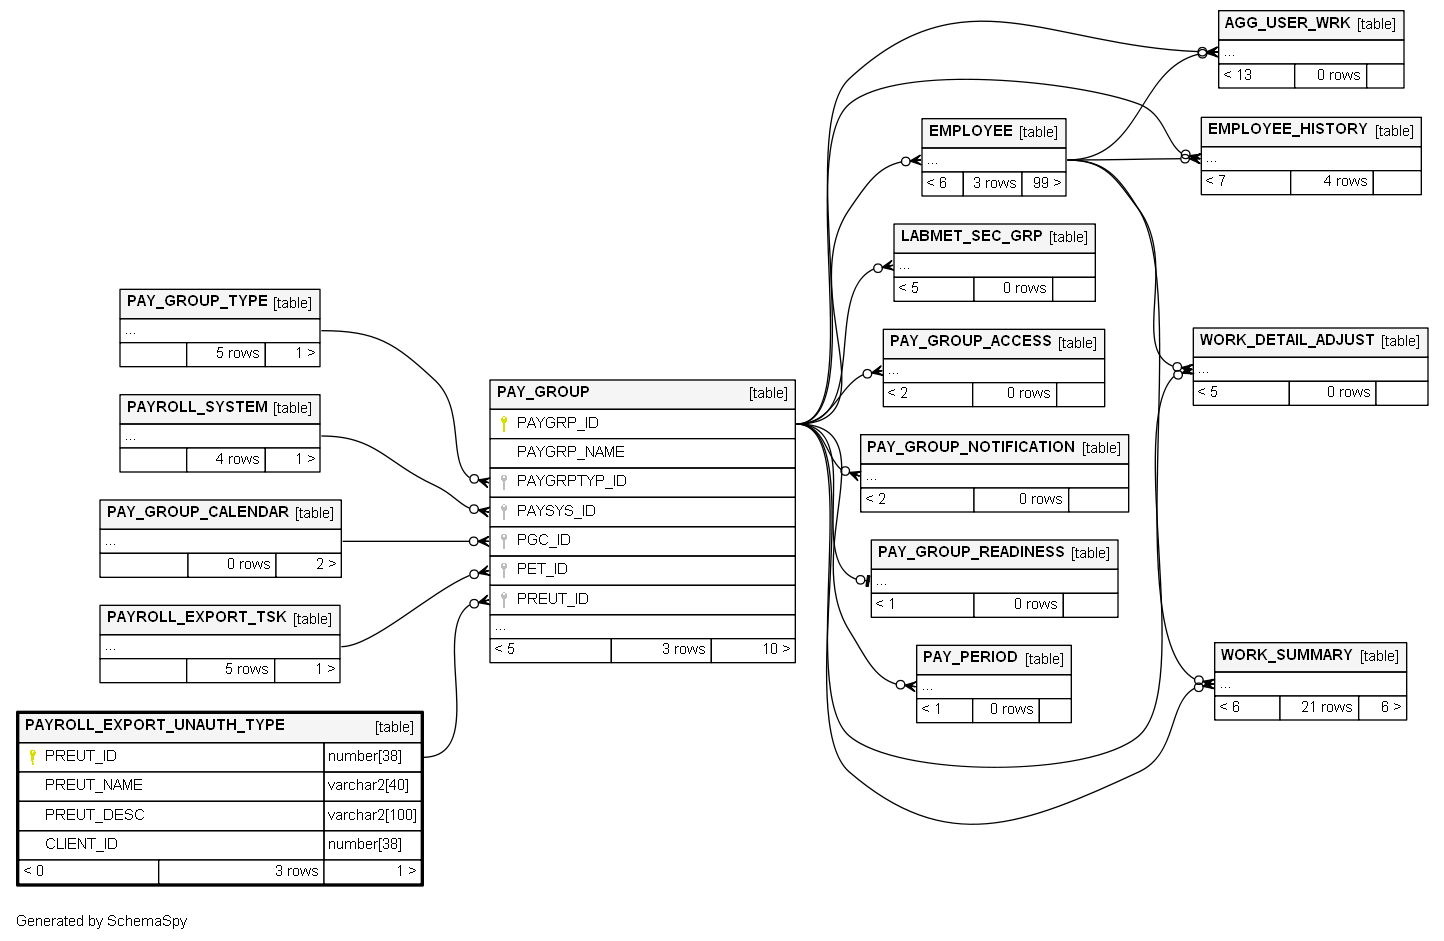 AGG_USER_WRK [table]
...
< 13 0 rows
EMPLOYEE [table]
...
< 6 3 rows 99 >
EMPLOYEE_HISTORY [table]
...
< 7 4 rows
LABMET_SEC_GRP [table]
...
< 5 0 rows
PAY_GROUP_TYPE [table]
...
5 rows 1 >
PAY_GROUP_ACCESS [table]
...
< 2 0 rows
WORK_DETAIL_ADJUST [table]
...
< 5 0 rows
PAYROLL_SYSTEM [table]
...
4 rows 1 >
PAY_GROUP [table]
PAYGRP_ID
PAYGRP_NAME
PAYGRPTYP_ID
PAYSYS_ID
PGC_ID
PET_ID
PREUT_ID
...
< 5 3 rows 10 >
PAY_GROUP_NOTIFICATION [table]
...
< 2 0 rows
PAY_GROUP_CALENDAR [table]
...
0 rows 2 >
PAY_GROUP_READINESS [table]
...
< 1 0 rows
PAYROLL_EXPORT_TSK [table]
...
5 rows 1 >
PAY_PERIOD [table]
...
< 1 0 rows
WORK_SUMMARY [table]
...
< 6 21 rows 6 >
PAYROLL_EXPORT_UNAUTH_TYPE [table]
PREUT_ID number[38]
PREUT_NAME varchar2[40]
PREUT_DESC varchar2[100]
CLIENT_ID number[38]
< 0 3 rows 1 >
Generated by SchemaSpy